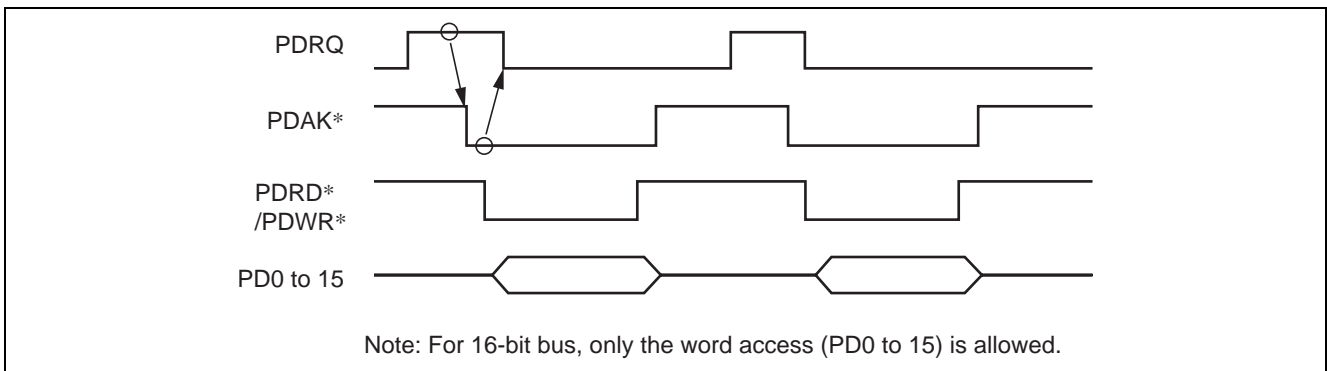 PDRQ
PDAK*
PDRD*
/PDWR*
PD0 to 15
Note: For 16-bit bus, only the word access (PD0 to 15) is allowed.